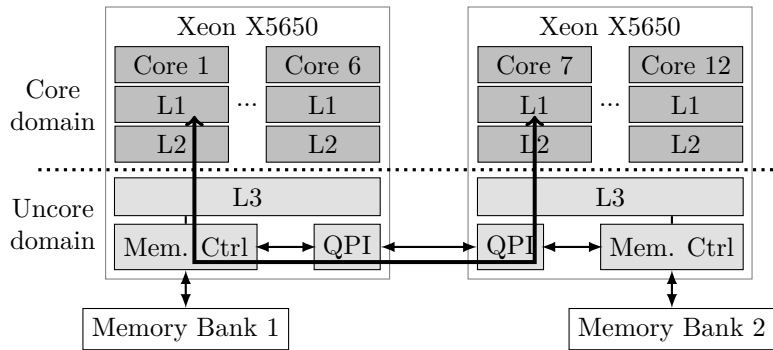 Xeon X5650 Xeon X5650
Core 1 Core 6 Core 7 Core 12
Core domain
L1 ... L1 L1 ... L1
L2 L2 L2 L2
L3 L3
Uncore domain
Mem. Ctrl QPI QPI Mem. Ctrl
Memory Bank 1 Memory Bank 2